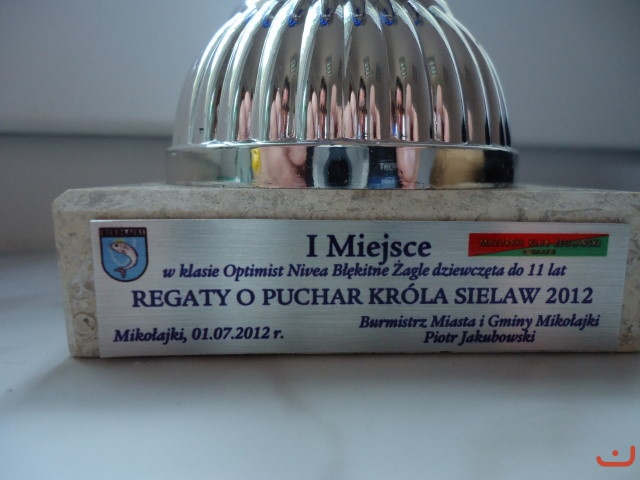 I Miejsce
w klasie Optimist Nivea Błękitne Żagle dziewczęta do 11 lat
REGATY O PUCHAR KRÓLA SIELAW 2012
Burmistrz Miasta i Gminy Mikołajki
Mikołajki, 01.07.2012 r.
Piotr Jakubowski